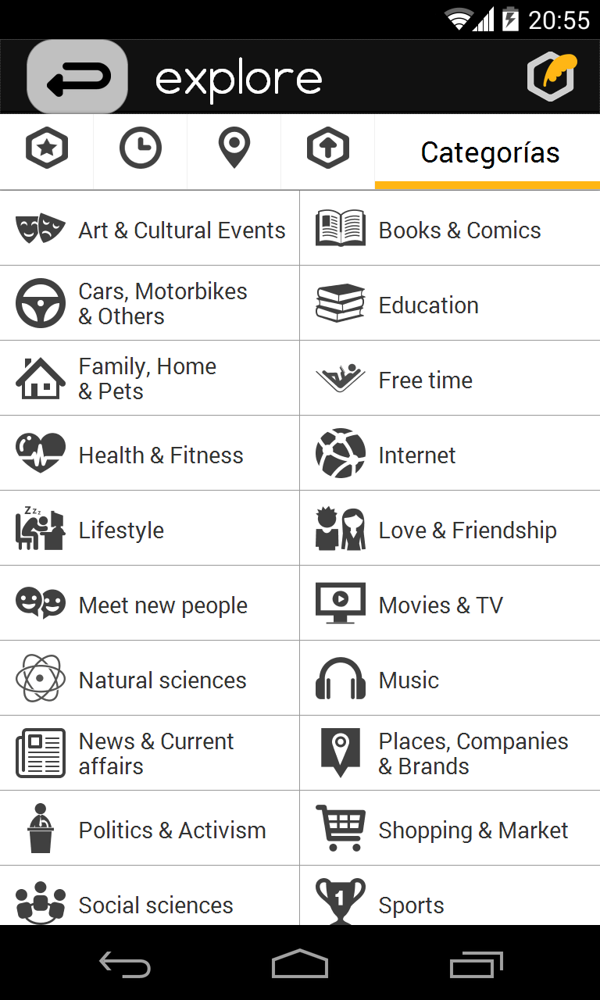 20:55
explore
Categorías
Art & Cultural Events
Books & Comics
Cars, Motorbikes
& Others
Education
Family, Home
& Pets
Free time
Health & Fitness
Internet
zzz
Lifestyle
Love & Friendship
Meet new people
Movies & TV
Natural sciences
Music
News & Current
affairs
Places, Companies
& Brands
Politics & Activism
Shopping & Market
Social sciences
1
Sports